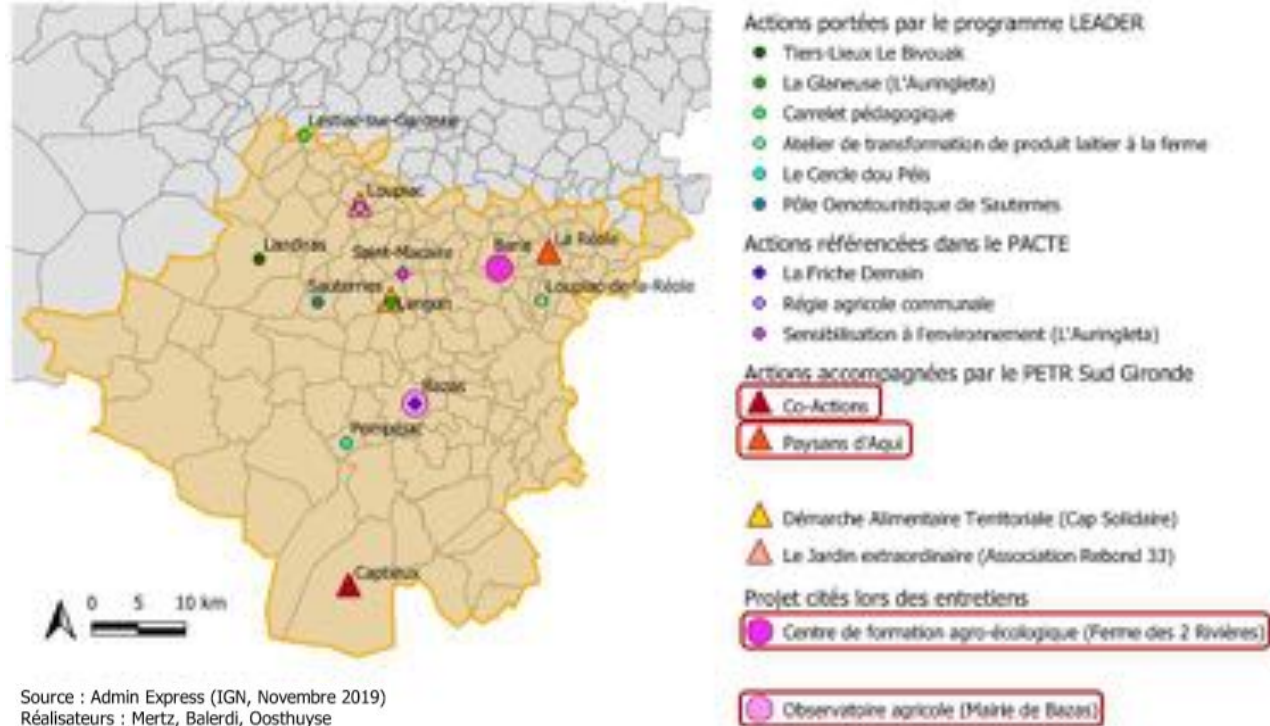 Lestiac-sur-Garonne
Loupiac
Landiras
Saint-Macaire
Barie
La Réole
Sauternes
Langon
Loupiac-de-la-Réole
Bazas
Pompéjac
Captieux
0 5 10 km
Source : Admin Express (IGN, Novembre 2019)
Réalisateurs : Mertz, Balerdi, Oosthuyse
Actions portées par le programme LEADER
Tiers-Lieux Le Bivouak
La Glaneuse (L'Auringleta)
Carrelet pédagogique
Atelier de transformation de produit laitier à la ferme
Le Cercle dou Péis
Pôle Oenotouristique de Sauternes
Actions référencées dans le PACTE
La Friche Demain
Régie agricole communale
Sensibilisation à l'environnement (L'Auringleta)
Actions accompagnées par le PETR Sud Gironde
Co-Actions
Paysans d'Aqui
Démarche Alimentaire Territoriale (Cap Solidaire)
Le Jardin extraordinaire (Association Rebond 33)
Projet cités lors des entretiens
Centre de formation agro-écologique (Ferme des 2 Rivières)
Observatoire agricole (Mairie de Bazas)